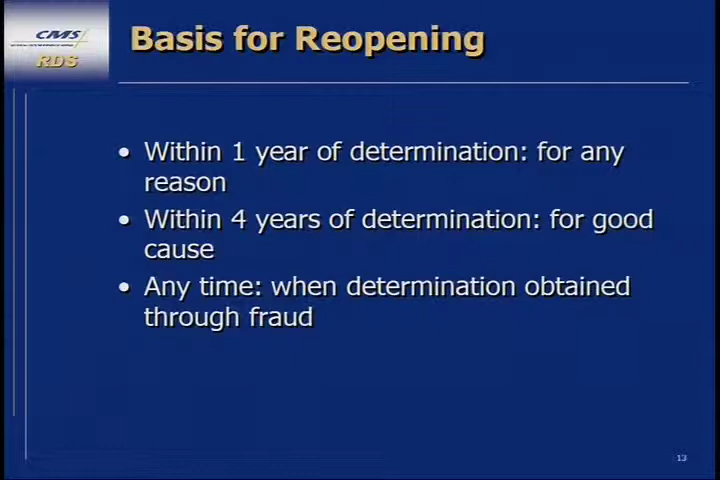 CMS
RDS
Basis for Reopening
• Within 1 year of determination: for any
reason
• Within 4 years of determination: for good
cause
• Any time: when determination obtained
through fraud
13